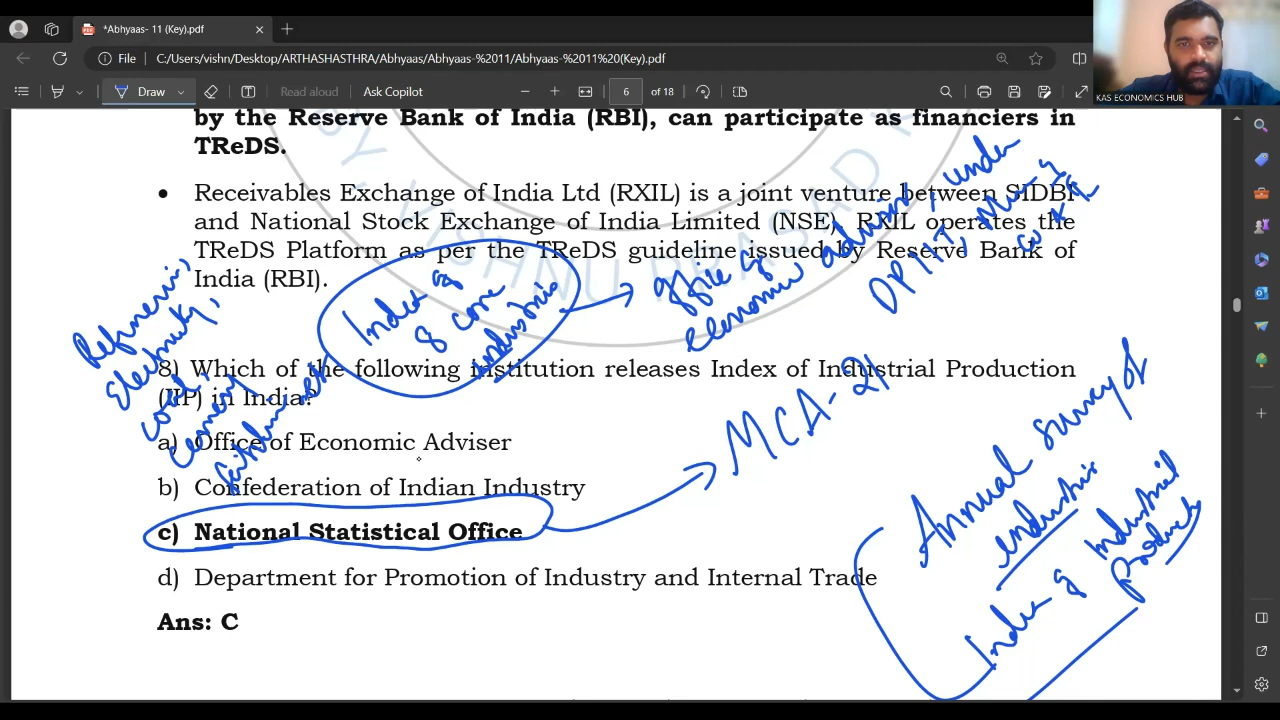 *Abhyaas- 11 (Key).pdf
File
C:/Users/vishn/Desktop/ARTHASHASTHRA/Abhyaas/Abhyaas-%2011/Abhyaas-%2011%20(Key).pdf
Draw
Read aloud
Ask Copilot
6 of 18
KAS ECONOMICS HUB
by the Reserve Bank of India (RBI), can participate as financiers in
TReDS.
• Receivables Exchange of India Ltd (RXIL) is a joint venture between SIDBI
and National Stock Exchange of India Limited (NSE). RXIL operates the
TReDS Platform as per the TReDS guideline issued by Reserve Bank of
India (RBI).
BY VISHNU PRASAD
Index of
8 core
industries
office of
economic
DPIIT, under
Refineries,
Electricity,
coal,
cement,
8) Which of the following institution releases Index of Industrial Production
(IIP) in India?
a) Office of Economic Adviser
b) Confederation of Indian Industry
c) National Statistical Office
d) Department for Promotion of Industry and Internal Trade
Ans: C
MCA-21
Annual survey of
industries
Index of industrial